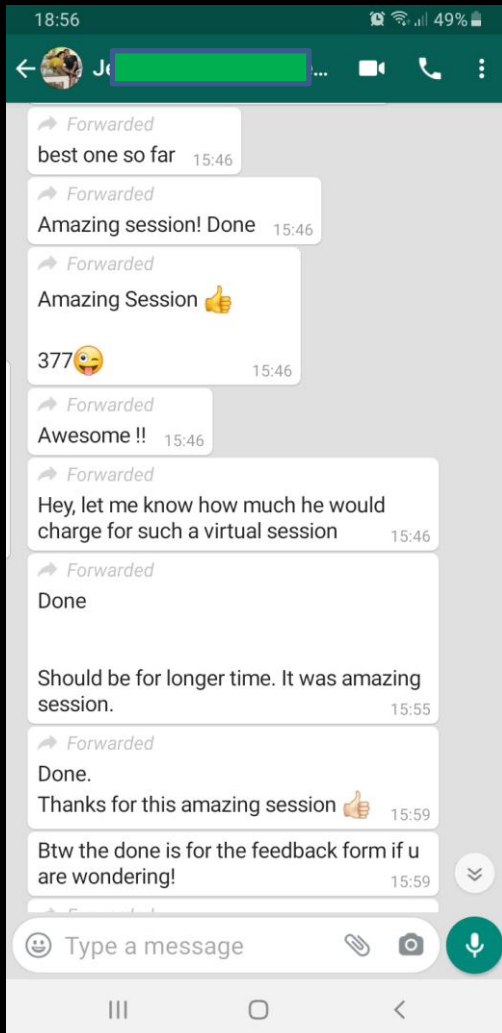 18:56 49%
Je ...
Forwarded
best one so far 15:46
Forwarded
Amazing session! Done 15:46
Forwarded
Amazing Session 👍
377😜 15:46
Forwarded
Awesome !! 15:46
Forwarded
Hey, let me know how much he would
charge for such a virtual session 15:46
Forwarded
Done
Should be for longer time. It was amazing
session. 15:55
Forwarded
Done.
Thanks for this amazing session 👍🏻 15:59
Btw the done is for the feedback form if u
are wondering! 15:59
Type a message